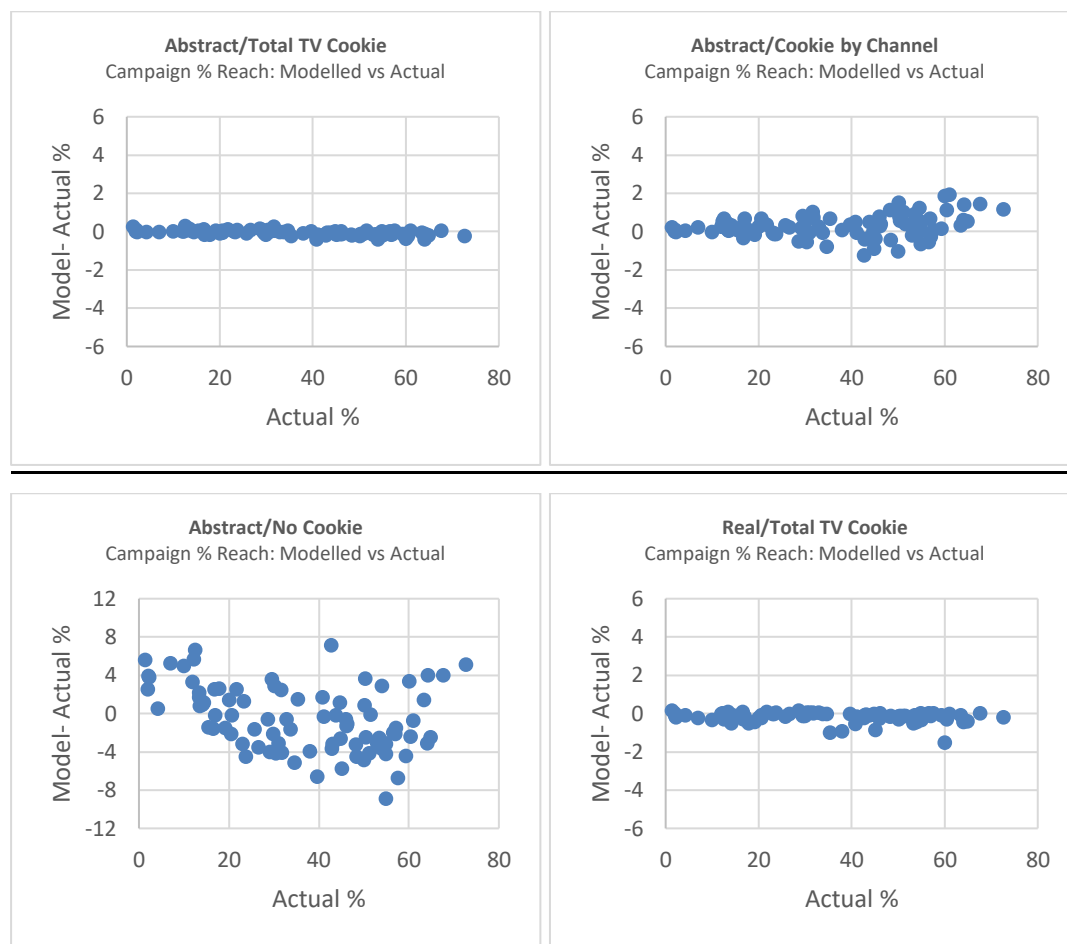 Abstract/Total TV Cookie
Campaign % Reach: Modelled vs Actual
6
4
2
0
-2
-4
-6
Model- Actual %
0 20 40 60 80
Actual %
Abstract/Cookie by Channel
Campaign % Reach: Modelled vs Actual
6
4
2
0
-2
-4
-6
Model- Actual %
0 20 40 60 80
Actual %
Abstract/No Cookie
Campaign % Reach: Modelled vs Actual
12
8
4
0
-4
-8
-12
Model- Actual %
0 20 40 60 80
Actual %
Real/Total TV Cookie
Campaign % Reach: Modelled vs Actual
6
4
2
0
-2
-4
-6
Model- Actual %
0 20 40 60 80
Actual %